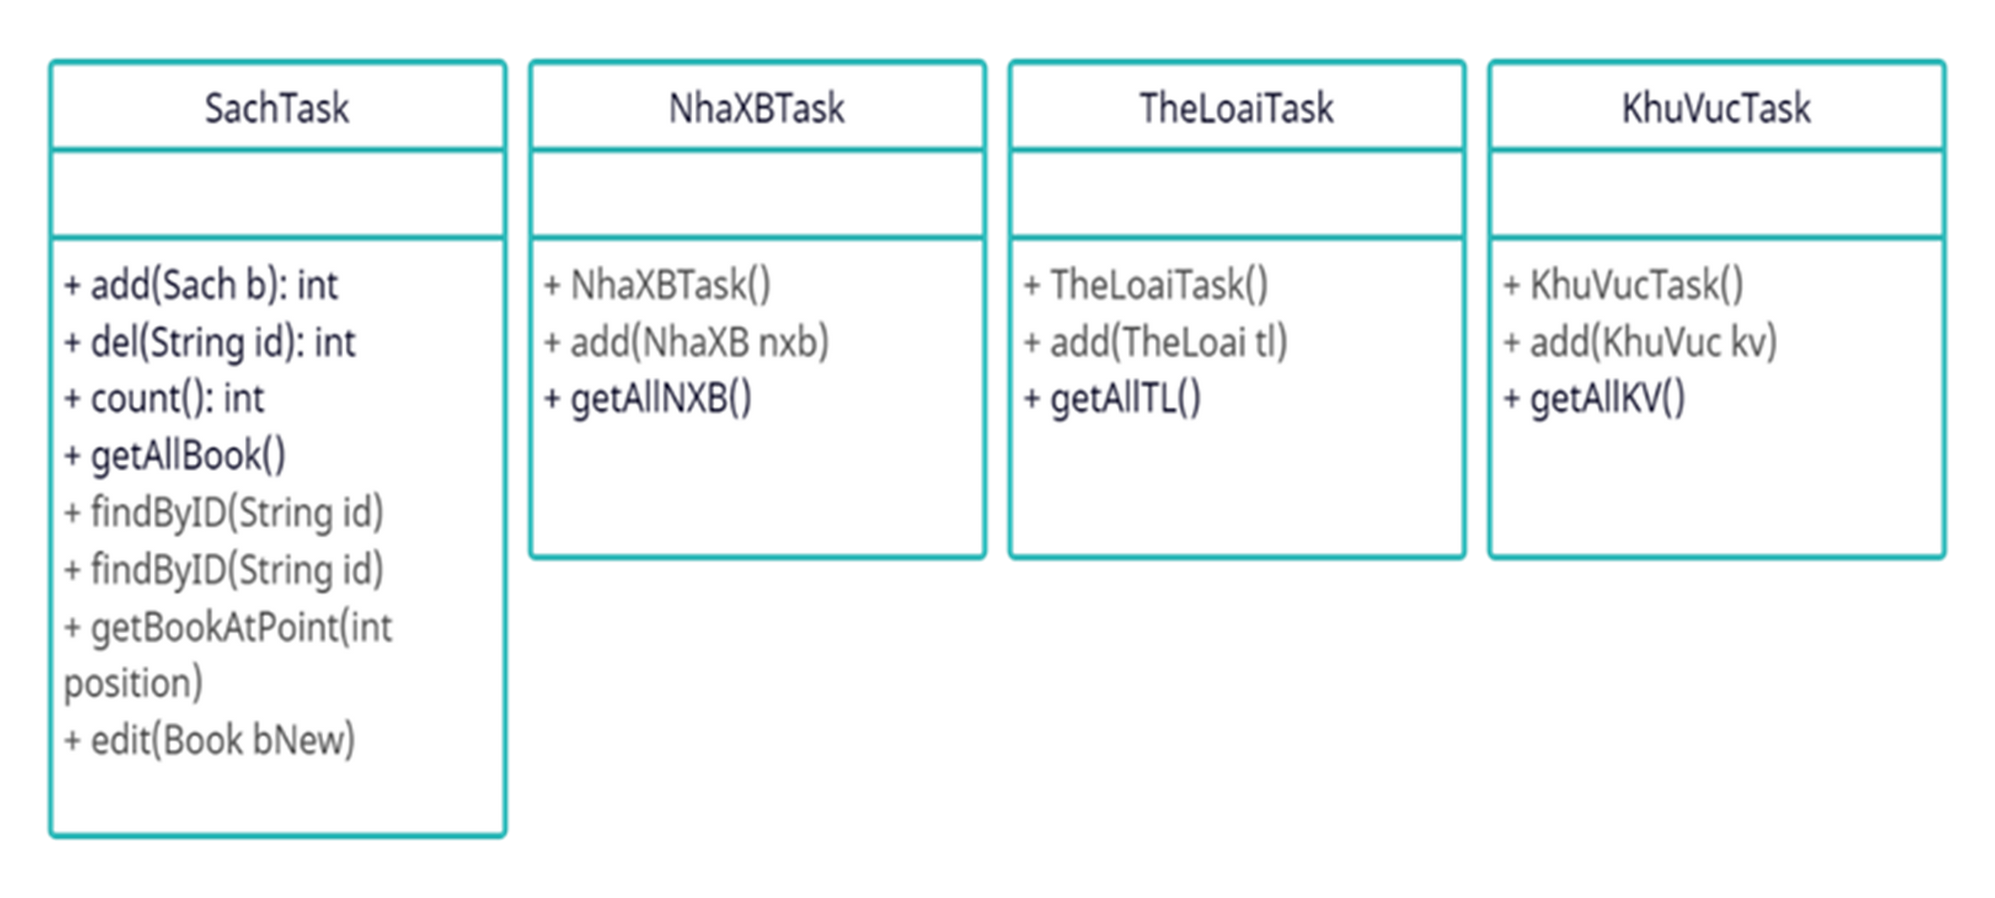 SachTask
+ add(Sach b): int
+ del(String id): int
+ count(): int
+ getAllBook()
+ findByID(String id)
+ findByID(String id)
+ getBookAtPoint(int
position)
+ edit(Book bNew)
NhaXBTask
+ NhaXBTask()
+ add(NhaXB nxb)
+ getAllNXB()
TheLoaiTask
+ TheLoaiTask()
+ add(TheLoai tl)
+ getAllTL()
KhuVucTask
+ KhuVucTask()
+ add(KhuVuc kv)
+ getAllKV()